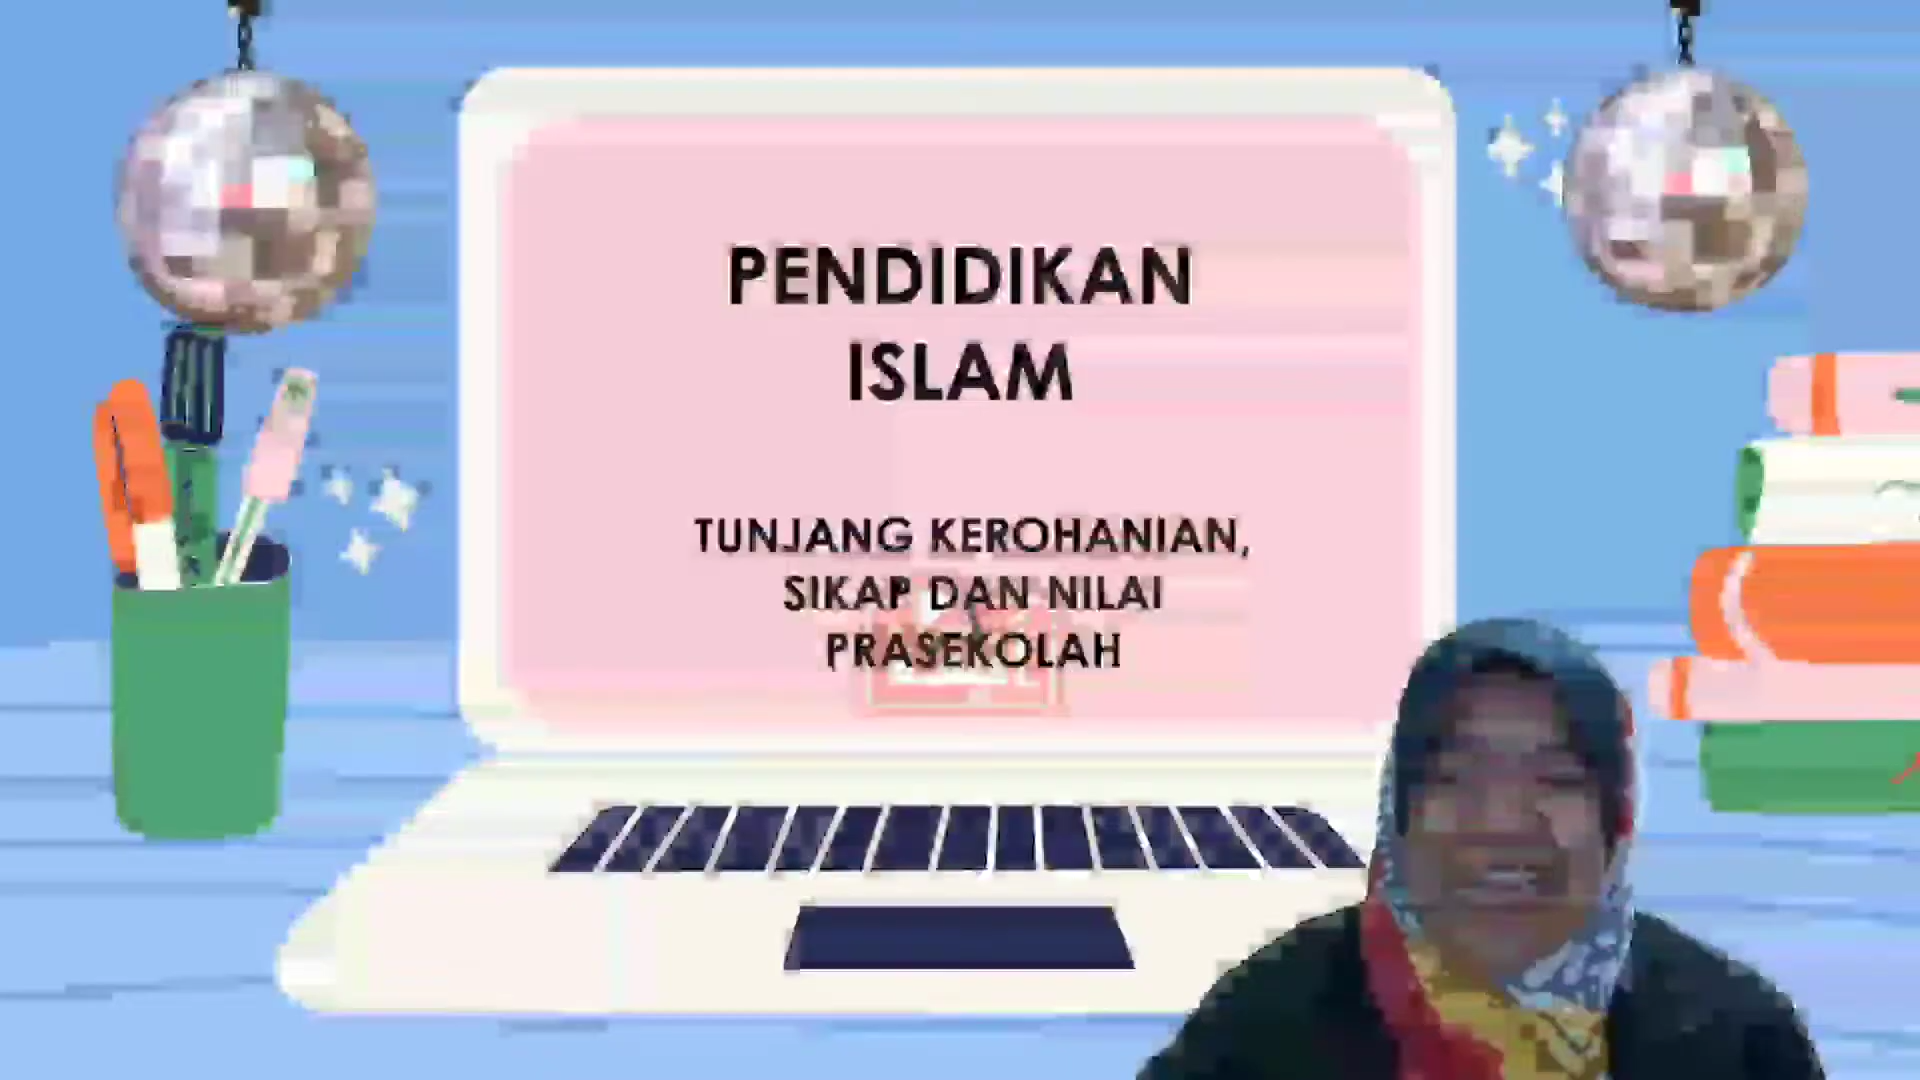 PENDIDIKAN
ISLAM
TUNJANG KEROHANIAN,
SIKAP DAN NILAI
PRASEKOLAH